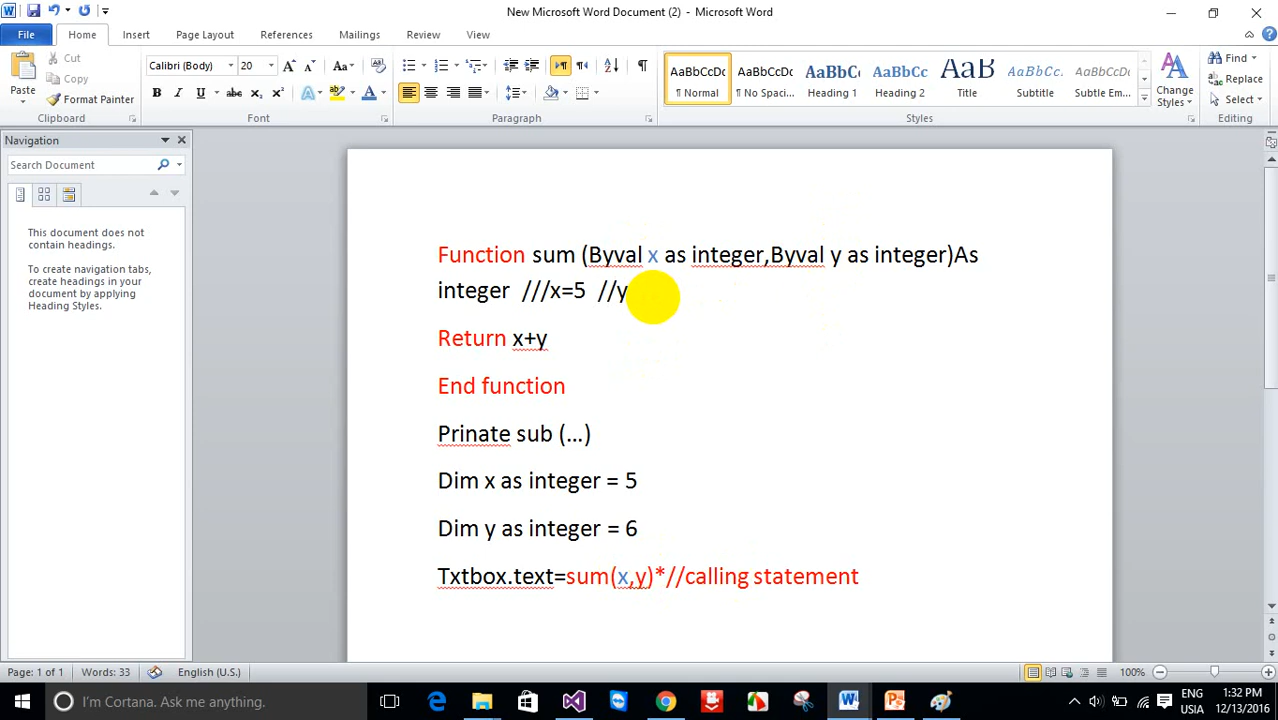 New Microsoft Word Document (2) - Microsoft Word
File Home Insert Page Layout References Mailings Review View
Paste
Cut
Copy
Format Painter
Clipboard
Calibri (Body) 20
Font
Paragraph
AaBbCcDc AaBbCcDc AaBbCc AaBbCc AaB AaBbCc. AaBbCcDc
¶ Normal ¶ No Spaci... Heading 1 Heading 2 Title Subtitle Subtle Em...
Change Styles
Styles
Find
Replace
Select
Editing
Navigation
Search Document
This document does not
contain headings.
To create navigation tabs,
create headings in your
document by applying
Heading Styles.
Function sum (Byval x as integer,Byval y as integer)As
integer ///x=5 //y
Return x+y
End function
Prinate sub (...)
Dim x as integer = 5
Dim y as integer = 6
Txtbox.text=sum(x,y)*//calling statement
Page: 1 of 1 Words: 33 English (U.S.) 100%
I'm Cortana. Ask me anything.
ENG 1:32 PM
USIA 12/13/2016